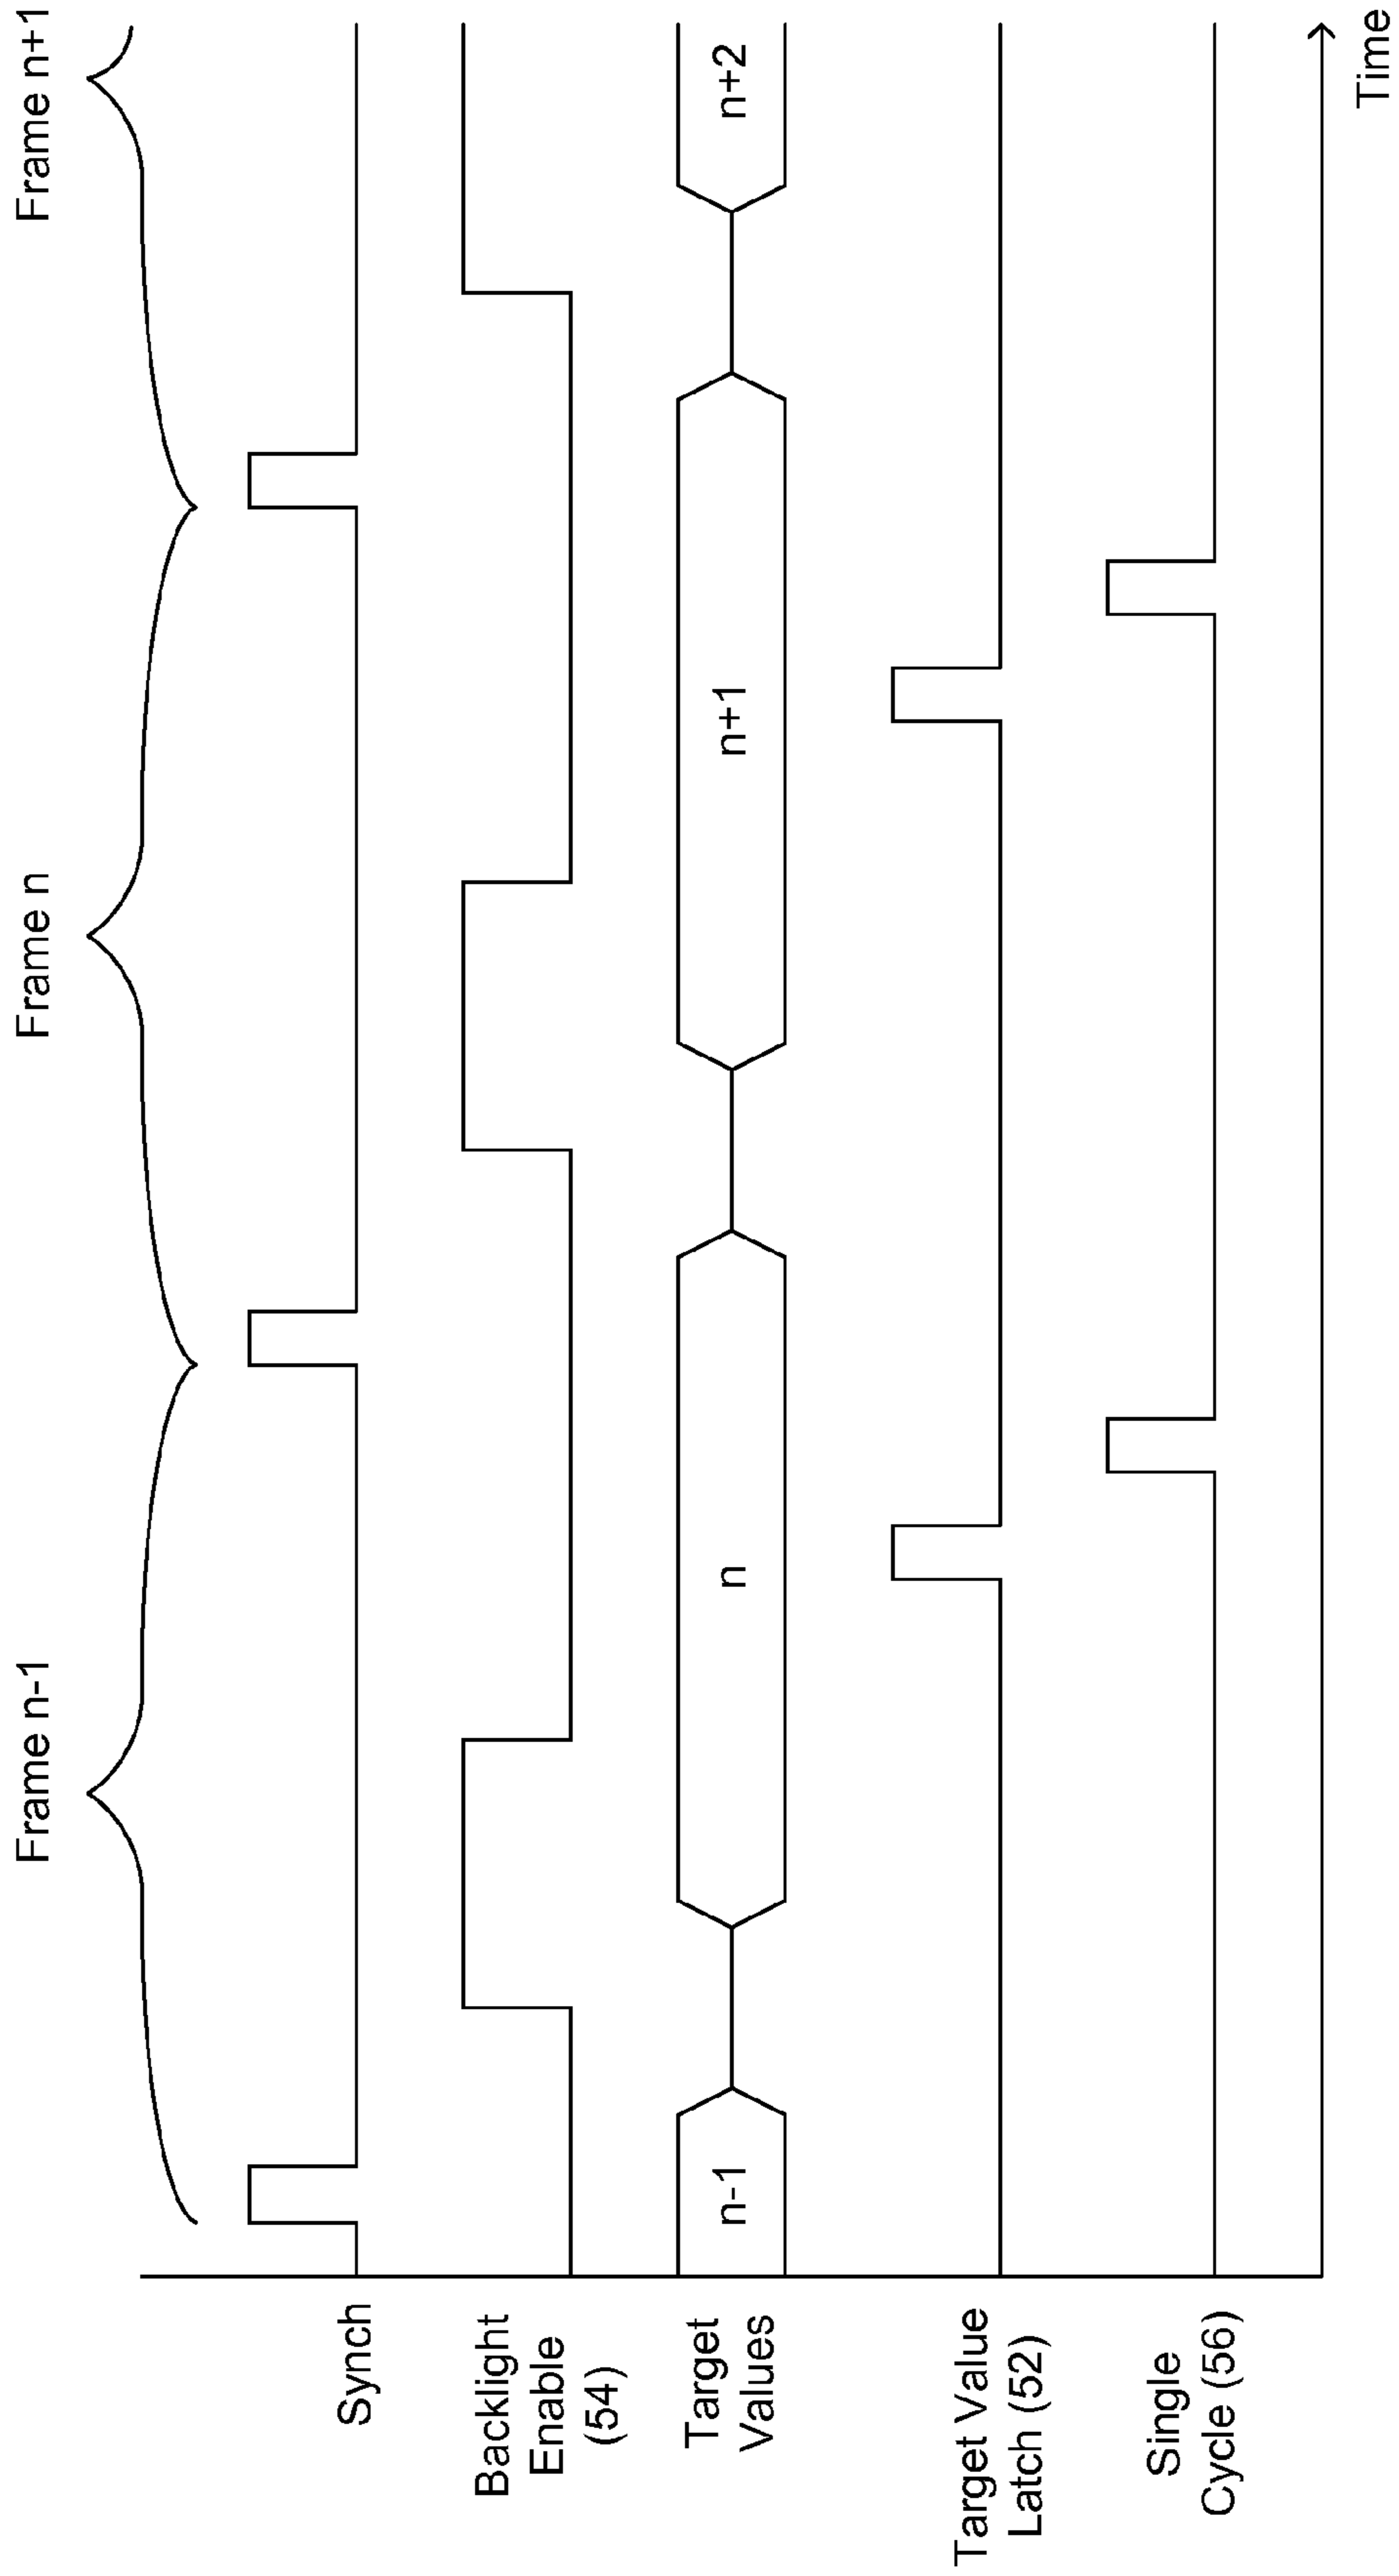 Frame n-1
Frame n
Frame n+1
Synch
Backlight
Enable
(54)
Target
Values
n-1
n
n+1
n+2
Target Value
Latch (52)
Single
Cycle (56)
Time